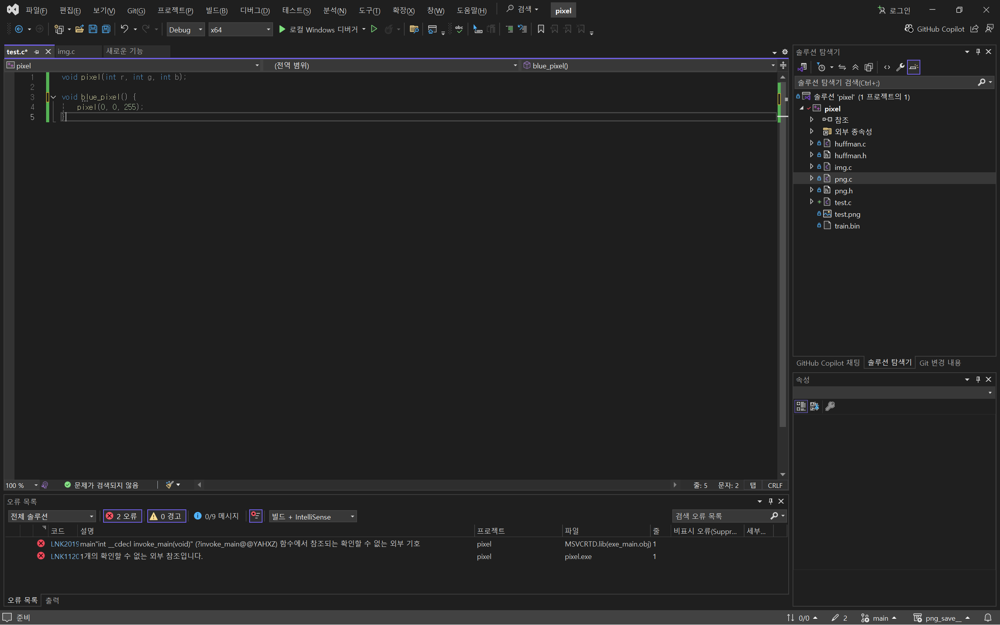 파일(F) 편집(E) 보기(V) Git(G) 프로젝트(P) 빌드(B) 디버그(D) 테스트(S) 분석(N) 도구(T) 확장(X) 창(W) 도움말(H) 검색 pixel 로그인
Debug x64 로컬 Windows 디버거 GitHub Copilot
test.c* img.c 새로운 기능
pixel (전역 범위) blue_pixel()
1 void pixel(int r, int g, int b);
2
3 void blue_pixel() {
4 pixel(0, 0, 255);
5 }
100 % 문제가 검색되지 않음 줄: 5 문자: 2 탭 CRLF
오류 목록
전체 솔루션 2 오류 0 경고 0/9 메시지 빌드 + IntelliSense 검색 오류 목록
코드 설명 프로젝트 파일 줄 비표시 오류(Suppr... 세부...
LNK2019 main"int __cdecl invoke_main(void)" (?invoke_main@@YAHXZ) 함수에서 참조되는 확인할 수 없는 외부 기호 pixel MSVCRTD.lib(exe_main.obj) 1
LNK1120 1개의 확인할 수 없는 외부 참조입니다. pixel pixel.exe 1
오류 목록 출력
솔루션 탐색기
솔루션 탐색기 검색(Ctrl+;)
솔루션 'pixel' (1 프로젝트의 1)
pixel
참조
외부 종속성
huffman.c
huffman.h
img.c
png.c
png.h
test.c
test.png
train.bin
GitHub Copilot 채팅 솔루션 탐색기 Git 변경 내용
속성
준비 0/0 2 main png_save__